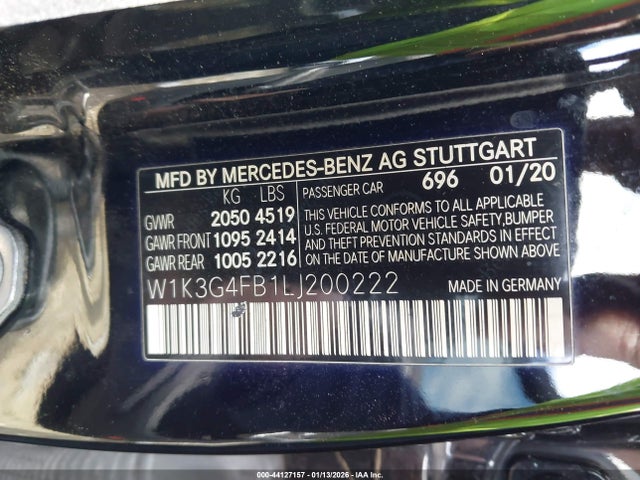 MFD BY MERCEDES-BENZ AG STUTTGART
KG LBS
GVWR 2050 4519
GAWR FRONT 1095 2414
GAWR REAR 1005 2216
PASSENGER CAR 696 01/20
THIS VEHICLE CONFORMS TO ALL APPLICABLE
U.S. FEDERAL MOTOR VEHICLE SAFETY, BUMPER
AND THEFT PREVENTION STANDARDS IN EFFECT
ON THE DATE OF MANUFACTURE SHOWN ABOVE.
W1K3G4FB1LJ200222
MADE IN GERMANY
000-44127157 - 01/13/2026 - IAA Inc.